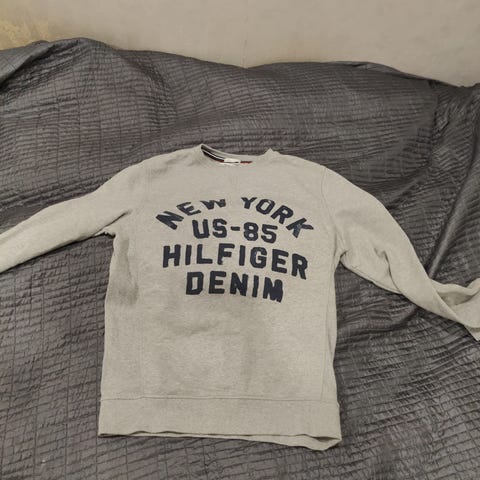 NEW YORK
US-85
HILFIGER
DENIM